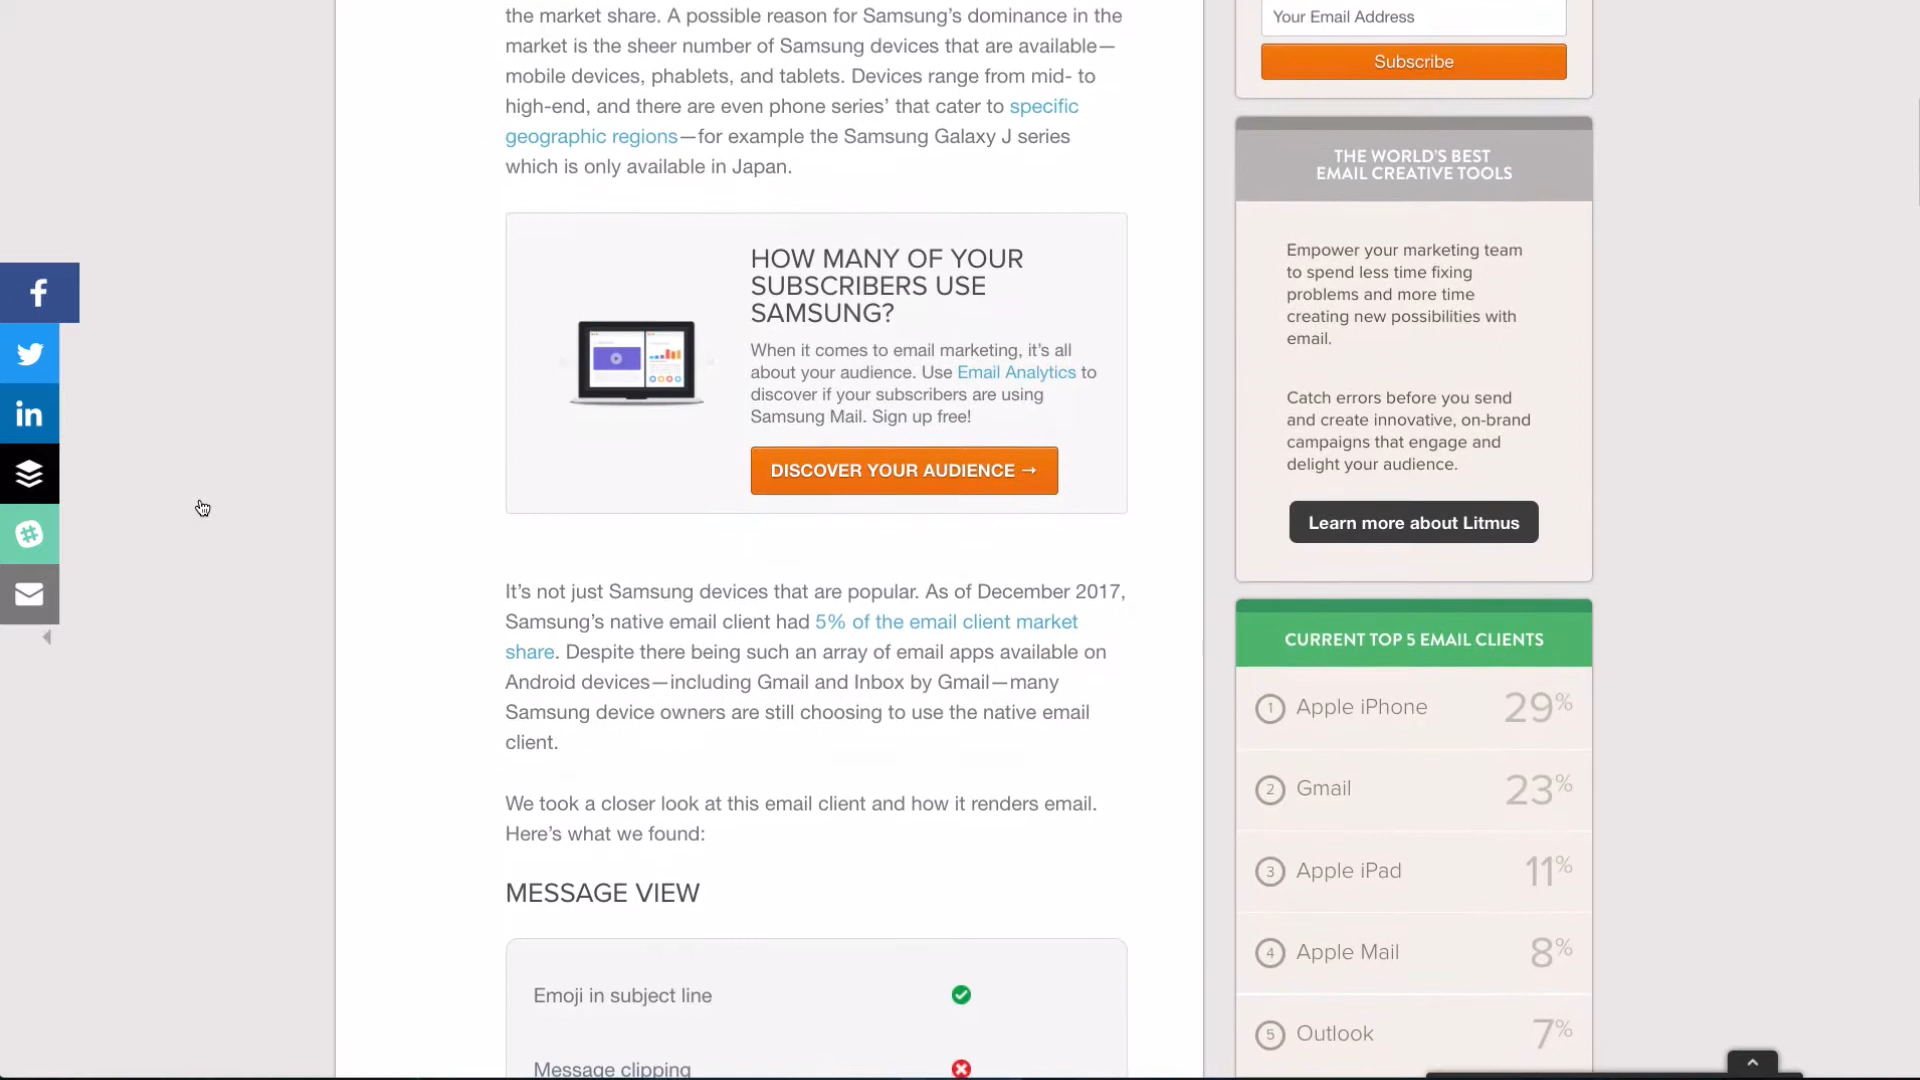 the market share. A possible reason for Samsung’s dominance in the
market is the sheer number of Samsung devices that are available—
mobile devices, phablets, and tablets. Devices range from mid- to
high-end, and there are even phone series’ that cater to specific
geographic regions—for example the Samsung Galaxy J series
which is only available in Japan.
HOW MANY OF YOUR
SUBSCRIBERS USE
SAMSUNG?
When it comes to email marketing, it’s all
about your audience. Use Email Analytics to
discover if your subscribers are using
Samsung Mail. Sign up free!
DISCOVER YOUR AUDIENCE →
It’s not just Samsung devices that are popular. As of December 2017,
Samsung’s native email client had 5% of the email client market
share. Despite there being such an array of email apps available on
Android devices—including Gmail and Inbox by Gmail—many
Samsung device owners are still choosing to use the native email
client.
We took a closer look at this email client and how it renders email.
Here’s what we found:
MESSAGE VIEW
Emoji in subject line
Message clipping
Your Email Address
Subscribe
THE WORLD’S BEST
EMAIL CREATIVE TOOLS
Empower your marketing team
to spend less time fixing
problems and more time
creating new possibilities with
email.
Catch errors before you send
and create innovative, on-brand
campaigns that engage and
delight your audience.
Learn more about Litmus
CURRENT TOP 5 EMAIL CLIENTS
1 Apple iPhone 29%
2 Gmail 23%
3 Apple iPad 11%
4 Apple Mail 8%
5 Outlook 7%